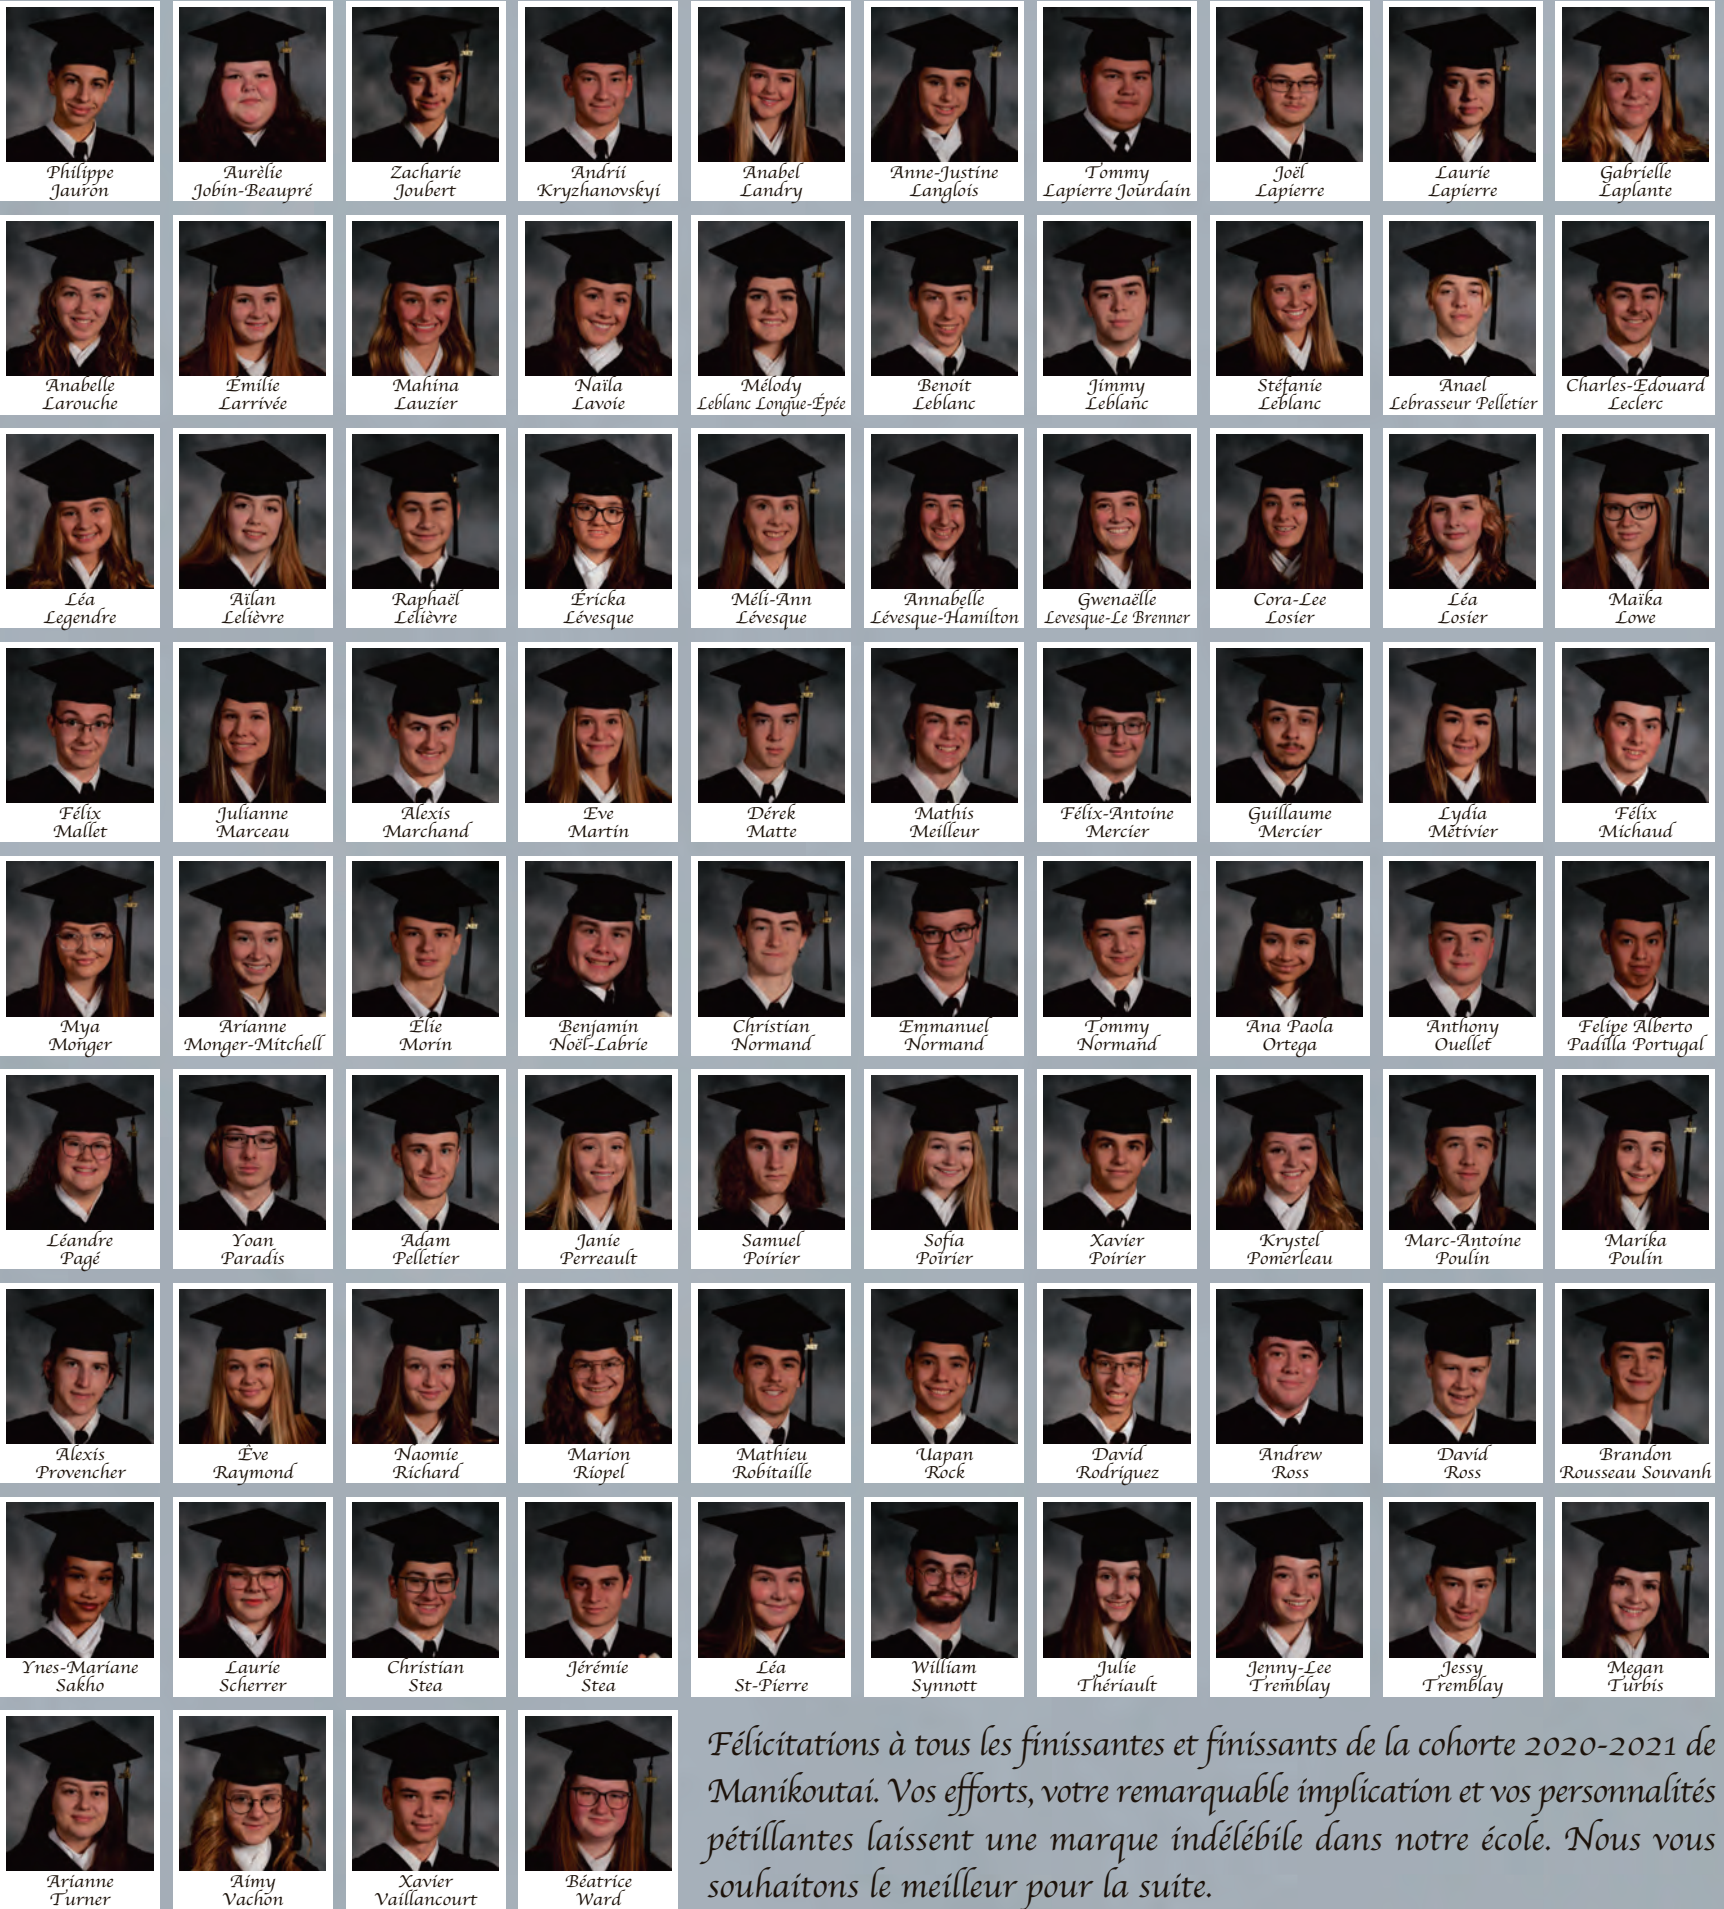 Philippe
Jauron
Aurèlie
Jobin-Beaupré
Zacharie
Joubert
Andrii
Kryzhanovskyi
Anabel
Landry
Anne-Justine
Langlois
Tommy
Lapierre Jourdain
Joël
Lapierre
Laurie
Lapierre
Gabrielle
Laplante
Anabelle
Larouche
Émilie
Larrivée
Mahina
Lauzier
Naïla
Lavoie
Mélody
Leblanc Longue-Épée
Benoit
Leblanc
Jimmy
Leblanc
Stéfanie
Leblanc
Anael
Lebrasseur Pelletier
Charles-Edouard
Leclerc
Léa
Legendre
Aïlan
Lelièvre
Raphaël
Lelièvre
Éricka
Lévesque
Méli-Ann
Lévesque
Annabelle
Lévesque-Hamilton
Gwenaëlle
Levesque-Le Brenner
Cora-Lee
Losier
Léa
Losier
Maïka
Lowe
Félix
Mallet
Julianne
Marceau
Alexis
Marchand
Eve
Martin
Dérek
Matte
Mathis
Meilleur
Félix-Antoine
Mercier
Guillaume
Mercier
Lydia
Métivier
Félix
Michaud
Mya
Monger
Arianne
Monger-Mitchell
Élie
Morin
Benjamin
Noël-Labrie
Christian
Normand
Emmanuel
Normand
Tommy
Normand
Ana Paola
Ortega
Anthony
Ouellet
Felipe Alberto
Padilla Portugal
Léandre
Pagé
Yoan
Paradis
Adam
Pelletier
Janie
Perreault
Samuel
Poirier
Sofia
Poirier
Xavier
Poirier
Krystel
Pomerleau
Marc-Antoine
Poulin
Marika
Poulin
Alexis
Provencher
Êve
Raymond
Naomie
Richard
Marion
Riopel
Mathieu
Robitaille
Uapan
Rock
David
Rodriguez
Andrew
Ross
David
Ross
Brandon
Rousseau Souvanh
Ynes-Mariane
Sakho
Laurie
Scherrer
Christian
Stea
Jérémie
Stea
Léa
St-Pierre
William
Synnott
Julie
Thériault
Jenny-Lee
Tremblay
Jessy
Tremblay
Megan
Turbis
Arianne
Turner
Aimy
Vachon
Xavier
Vaillancourt
Béatrice
Ward
Félicitations à tous les finissantes et finissants de la cohorte 2020-2021 de
Manikoutai. Vos efforts, votre remarquable implication et vos personnalités
pétillantes laissent une marque indélébile dans notre école. Nous vous
souhaitons le meilleur pour la suite.